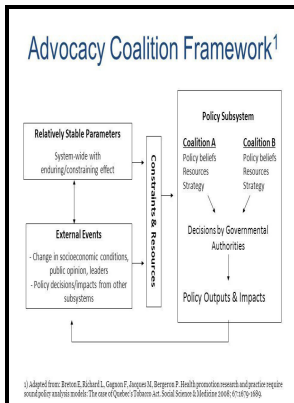 Advocacy Coalition Framework1
Relatively Stable Parameters
System-wide with
enduring/constraining effect
External Events
- Change in socioeconomic conditions,
public opinion, leaders
- Policy decisions/impacts from other
subsystems
Constraints & Resources
Policy Subsystem
Coalition A
Policy beliefs
Resources
Strategy
Coalition B
Policy beliefs
Resources
Strategy
Decisions by Governmental
Authorities
Policy Outputs & Impacts
1) Adapted from: Breton E, Richard L, Gagnon F, Jacques M, Bergeron P. Health promotion research and practice require
sound policy analysis models: The case of Quebec's Tobacco Act. Social Science & Medicine 2008; 67:1679-1689.